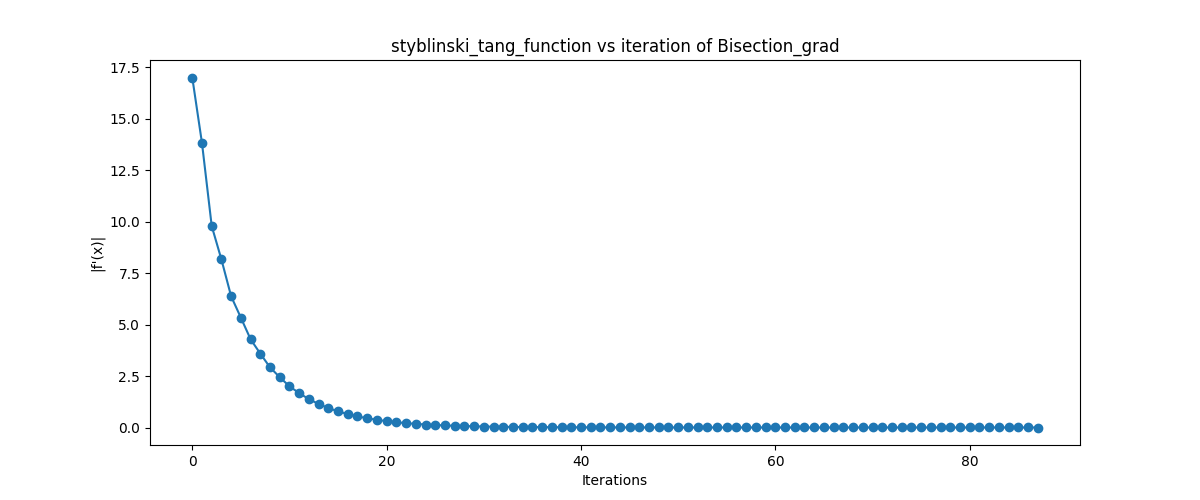 styblinski_tang_function vs iteration of Bisection_grad
17.5
15.0
12.5
10.0
7.5
5.0
2.5
0.0
|f'(x)|
0 20 40 60 80
Iterations